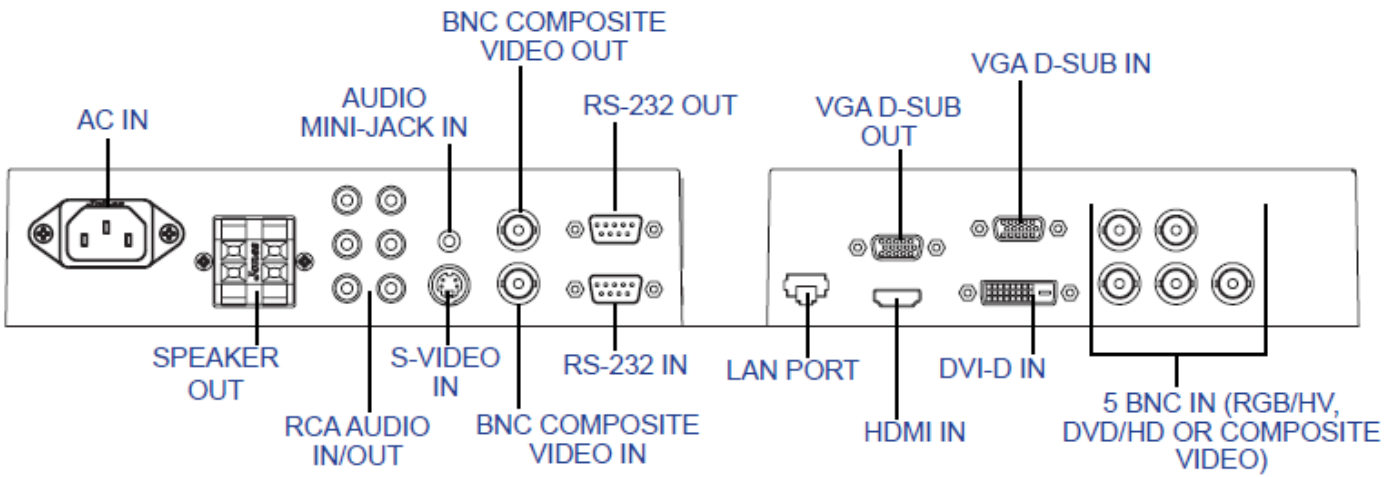 BNC COMPOSITE
VIDEO OUT
VGA D-SUB IN
AUDIO
MINI-JACK IN
RS-232 OUT
VGA D-SUB
OUT
AC IN
SPEAKER
OUT
S-VIDEO
IN
RS-232 IN
LAN PORT
DVI-D IN
RCA AUDIO
IN/OUT
BNC COMPOSITE
VIDEO IN
HDMI IN
5 BNC IN (RGB/HV,
DVD/HD OR COMPOSITE
VIDEO)